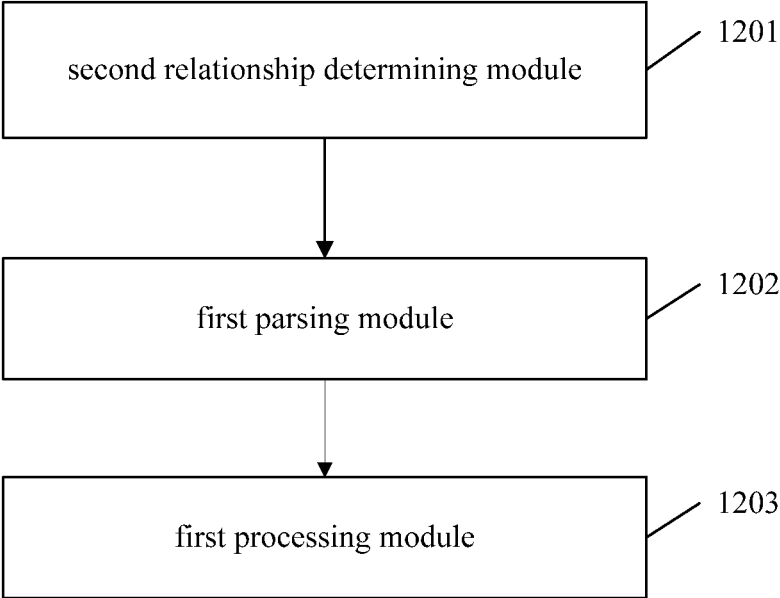 1201
second relationship determining module
1202
first parsing module
1203
first processing module